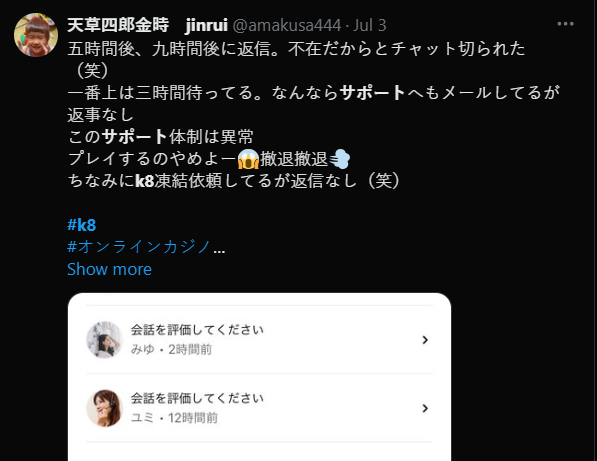 天草四郎金時　jinrui @amakusa444 · Jul 3
五時間後、九時間後に返信。不在だからとチャット切られた
（笑）
一番上は三時間待ってる。なんならサポートへもメールしてるが
返事なし
このサポート体制は異常
プレイするのやめよー😱撤退撤退💨
ちなみにk8凍結依頼してるが返信なし（笑）
#k8
#オンラインカジノ...
Show more
会話を評価してください
みゆ • 2時間前
会話を評価してください
ユミ • 12時間前